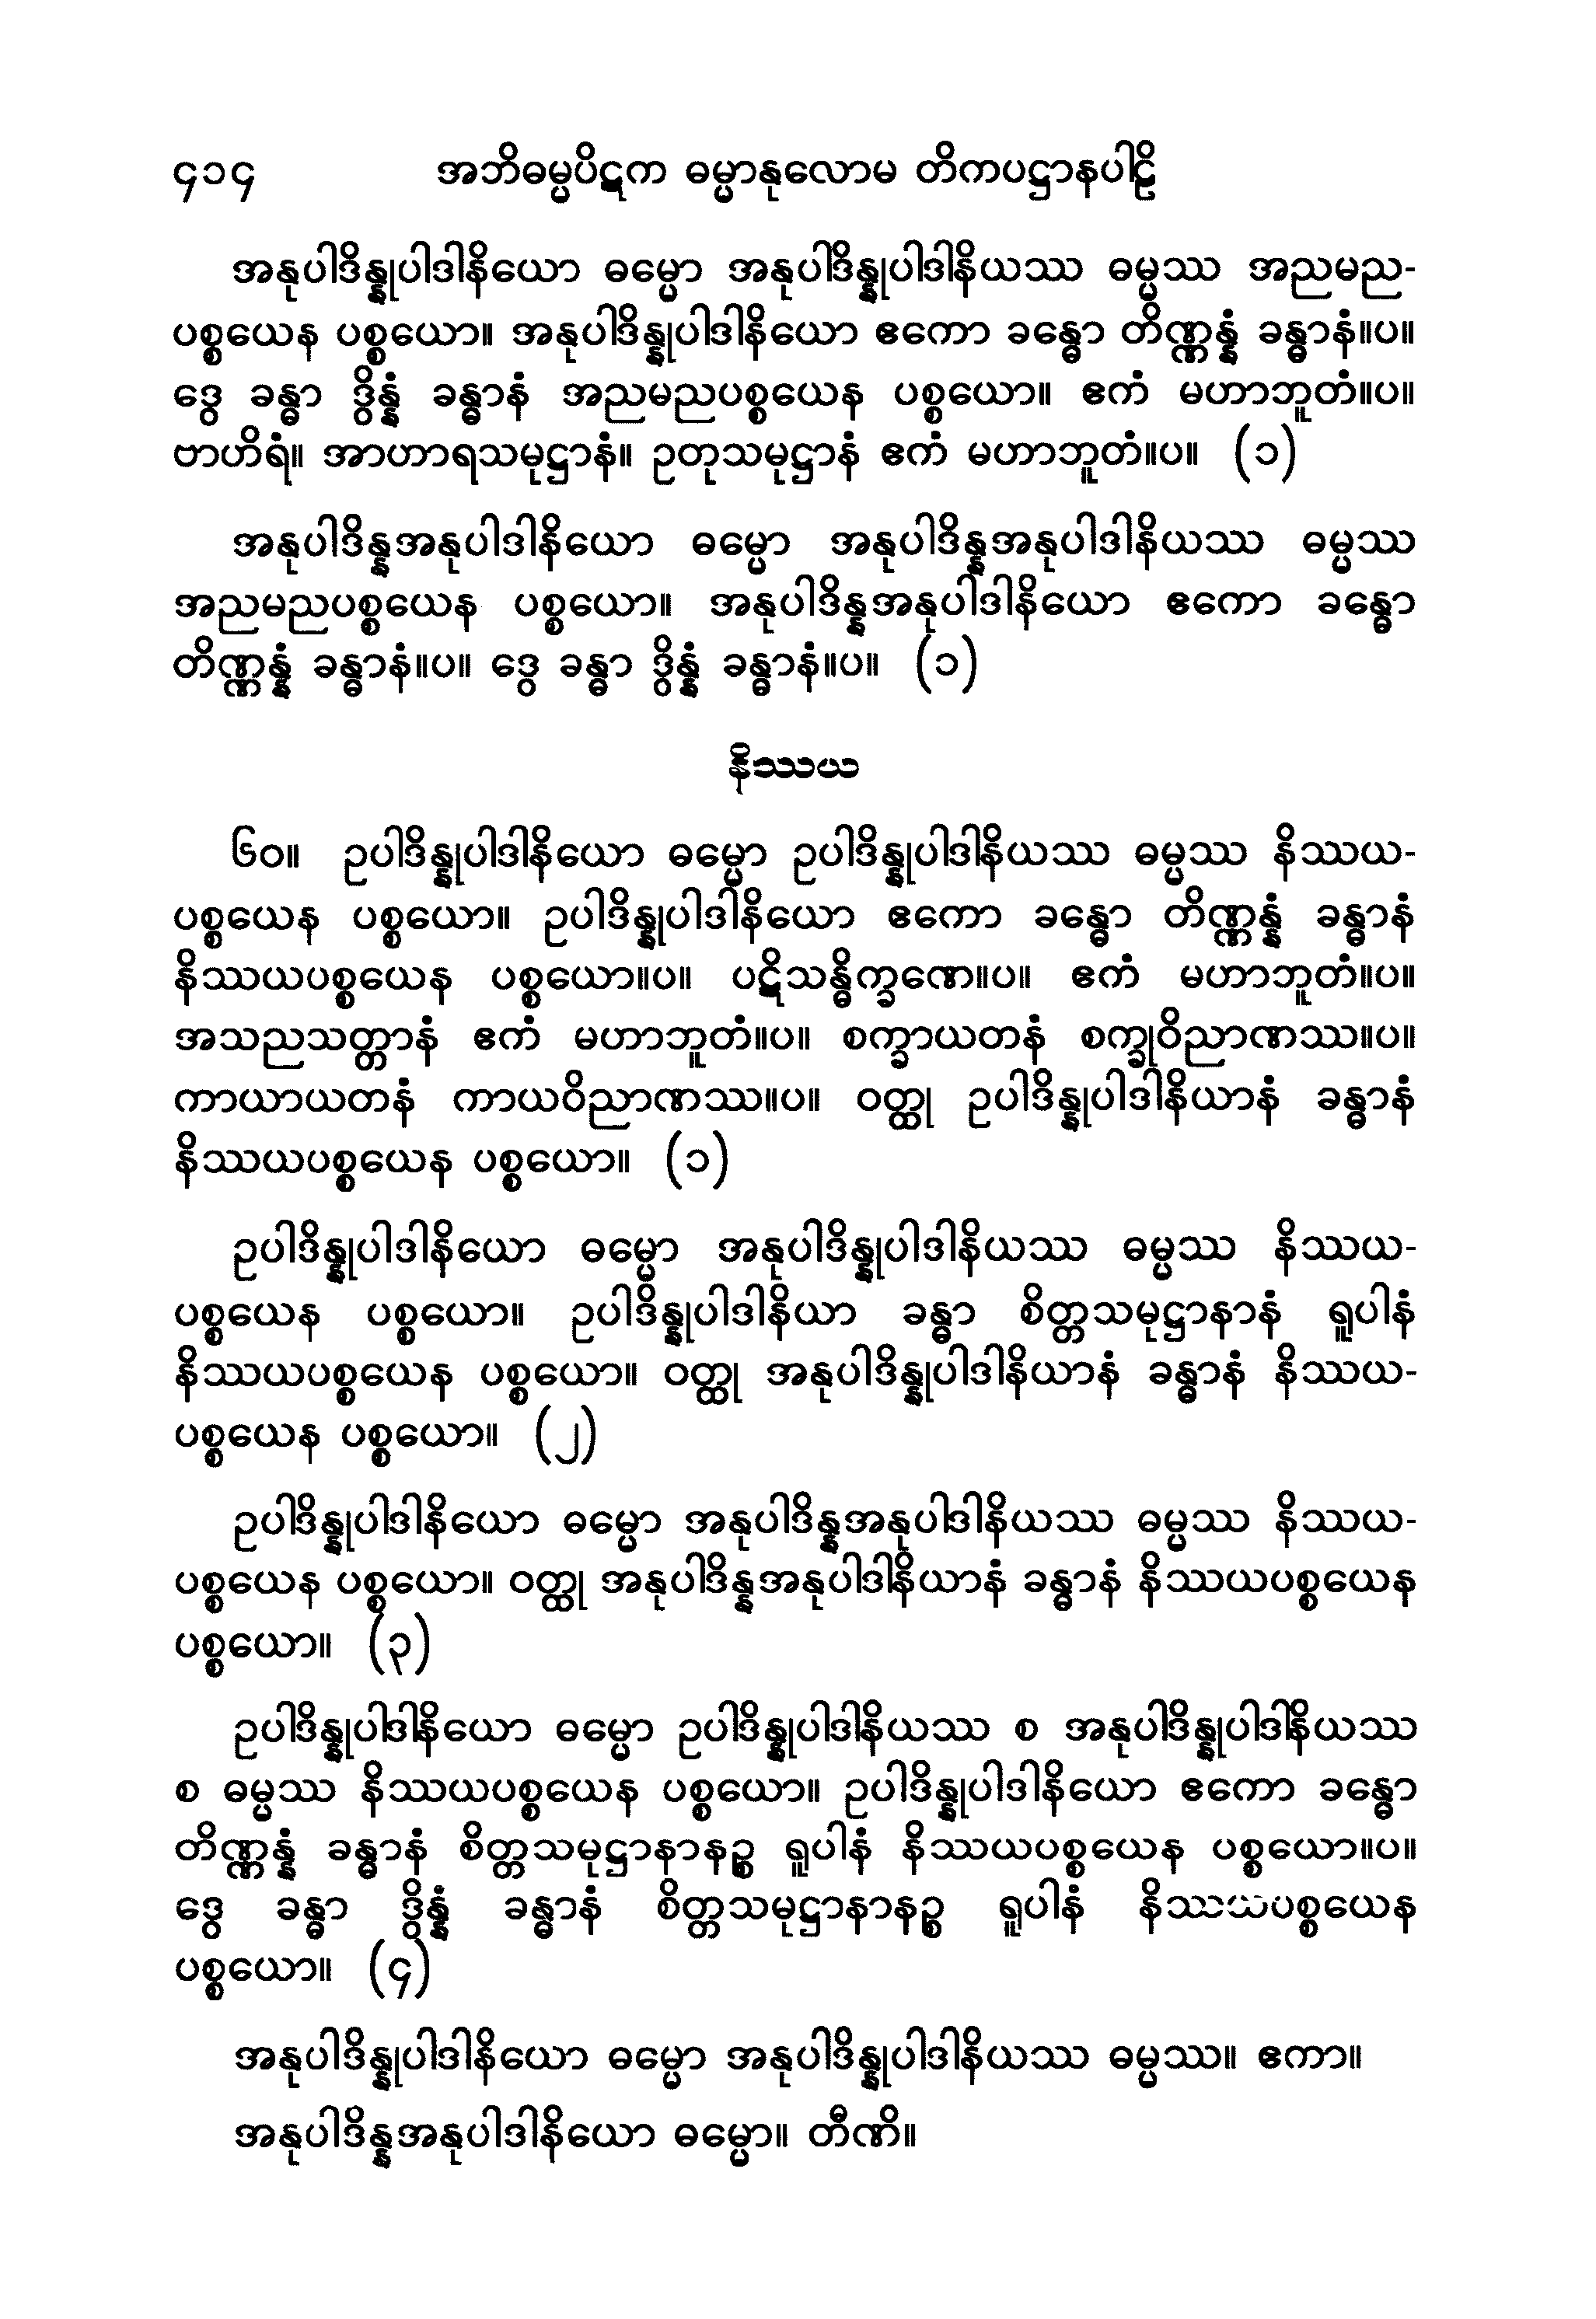 ၄၁၄ အဘိဓမ္မပိဋက ဓမ္မာနုလောမ တိကပဋ္ဌာနပါဠိ
အနုပါဒိန္နုပါဒါနိယော ဓမ္မော အနုပါဒိန္နုပါဒါနိယဿ ဓမ္မဿ အညမည-
ပစ္စယေန ပစ္စယော။ အနုပါဒိန္နုပါဒါနိယော ဧကော ခန္ဓော တိဏ္ဏန္နံ ခန္ဓာနံ။ပ။
ဒွေ ခန္ဓာ ဒွိန္နံ ခန္ဓာနံ အညမညပစ္စယေန ပစ္စယော။ ဧကံ မဟာဘူတံ။ပ။
ဗာဟိရံ။ အာဟာရသမုဋ္ဌာနံ။ ဥတုသမုဋ္ဌာနံ ဧကံ မဟာဘူတံ။ပ။ (၁)
အနုပါဒိန္နအနုပါဒါနိယော ဓမ္မော အနုပါဒိန္နအနုပါဒါနိယဿ ဓမ္မဿ
အညမညပစ္စယေန ပစ္စယော။ အနုပါဒိန္နအနုပါဒါနိယော ဧကော ခန္ဓော
တိဏ္ဏန္နံ ခန္ဓာနံ။ပ။ ဒွေ ခန္ဓာ ဒွိန္နံ ခန္ဓာနံ။ပ။ (၁)
နိဿယ
၆၀။ ဥပါဒိန္နုပါဒါနိယော ဓမ္မော ဥပါဒိန္နုပါဒါနိယဿ ဓမ္မဿ နိဿယ-
ပစ္စယေန ပစ္စယော။ ဥပါဒိန္နုပါဒါနိယော ဧကော ခန္ဓော တိဏ္ဏန္နံ ခန္ဓာနံ
နိဿယပစ္စယေန ပစ္စယော။ပ။ ပဋိသန္ဓိက္ခဏေ။ပ။ ဧကံ မဟာဘူတံ။ပ။
အသညသတ္တာနံ ဧကံ မဟာဘူတံ။ပ။ စက္ခာယတနံ စက္ခုဝိညာဏဿ။ပ။
ကာယာယတနံ ကာယဝိညာဏဿ။ပ။ ဝတ္ထု ဥပါဒိန္နုပါဒါနိယာနံ ခန္ဓာနံ
နိဿယပစ္စယေန ပစ္စယော။ (၁)
ဥပါဒိန္နုပါဒါနိယော ဓမ္မော အနုပါဒိန္နုပါဒါနိယဿ ဓမ္မဿ နိဿယ-
ပစ္စယေန ပစ္စယော။ ဥပါဒိန္နုပါဒါနိယာ ခန္ဓာ စိတ္တသမုဋ္ဌာနာနံ ရူပါနံ
နိဿယပစ္စယေန ပစ္စယော။ ဝတ္ထု အနုပါဒိန္နုပါဒါနိယာနံ ခန္ဓာနံ နိဿယ-
ပစ္စယေန ပစ္စယော။ (၂)
ဥပါဒိန္နုပါဒါနိယော ဓမ္မော အနုပါဒိန္နအနုပါဒါနိယဿ ဓမ္မဿ နိဿယ-
ပစ္စယေန ပစ္စယော။ ဝတ္ထု အနုပါဒိန္နအနုပါဒါနိယာနံ ခန္ဓာနံ နိဿယပစ္စယေန
ပစ္စယော။ (၃)
ဥပါဒိန္နုပါဒါနိယော ဓမ္မော ဥပါဒိန္နုပါဒါနိယဿ စ အနုပါဒိန္နုပါဒါနိယဿ
စ ဓမ္မဿ နိဿယပစ္စယေန ပစ္စယော။ ဥပါဒိန္နုပါဒါနိယော ဧကော ခန္ဓော
တိဏ္ဏန္နံ ခန္ဓာနံ စိတ္တသမုဋ္ဌာနာနဉ္စ ရူပါနံ နိဿယပစ္စယေန ပစ္စယော။ပ။
ဒွေ ခန္ဓာ ဒွိန္နံ ခန္ဓာနံ စိတ္တသမုဋ္ဌာနာနဉ္စ ရူပါနံ နိဿယပစ္စယေန
ပစ္စယော။ (၄)
အနုပါဒိန္နုပါဒါနိယော ဓမ္မော အနုပါဒိန္နုပါဒါနိယဿ ဓမ္မဿ။ ဧကာ။
အနုပါဒိန္နအနုပါဒါနိယော ဓမ္မော။ တီဏိ။